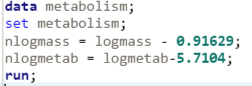 data metabolism;
set metabolism;
nlogmass = logmass - 0.91629;
nlogmetab = logmetab-5.7104;
run;